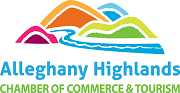 Alleghany Highlands
CHAMBER OF COMMERCE & TOURISM